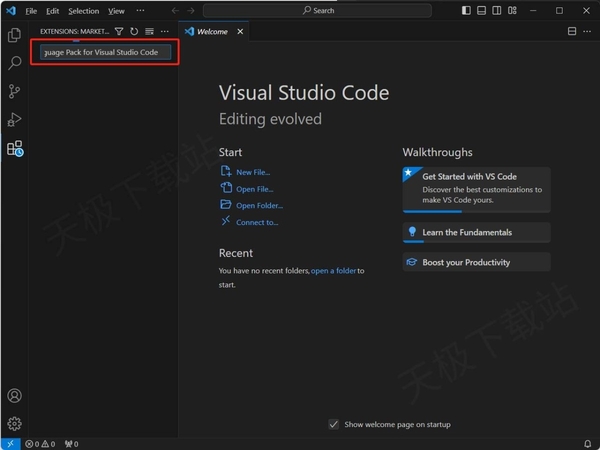 File Edit Selection View ··· Search
EXTENSIONS: MARKET... ···
Welcome
guage Pack for Visual Studio Code
Visual Studio Code
Editing evolved
Start
New File...
Open File...
Open Folder...
Connect to...
Recent
You have no recent folders, open a folder to
start.
Walkthroughs
Get Started with VS Code
Discover the best customizations to
make VS Code yours.
Learn the Fundamentals
Boost your Productivity
Show welcome page on startup
0 0 0
天极下载站
天极下载站